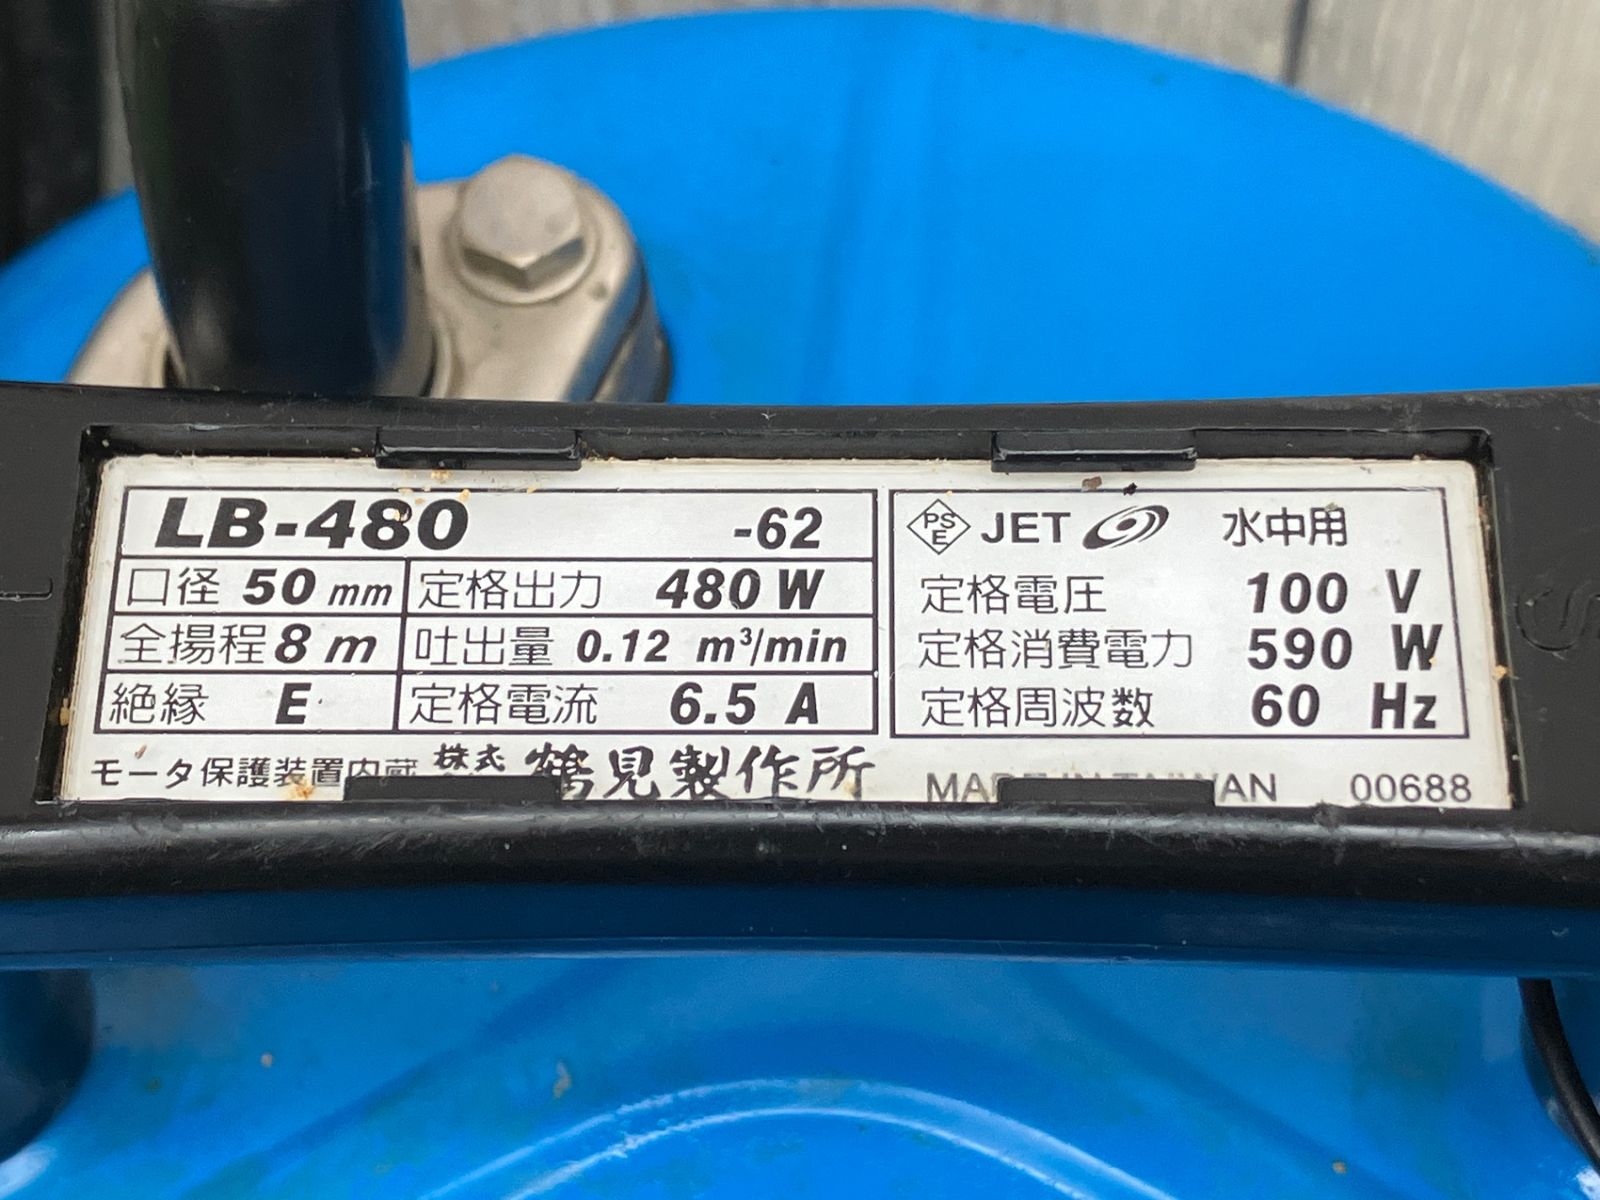 LB-480 -62
口径 50 mm 定格出力 480 W
全揚程 8 m 吐出量 0.12 m³/min
絶縁 E 定格電流 6.5 A
PSE JET 水中用
定格電圧 100 V
定格消費電力 590 W
定格周波数 60 Hz
モータ保護装置内蔵 株式 鶴見製作所 MADE IN TAIWAN 00688